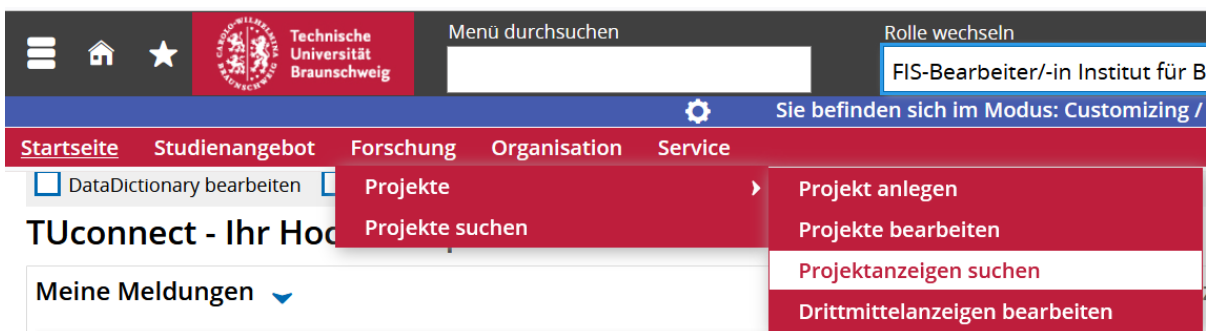 Technische
Universität
Braunschweig
Menü durchsuchen
Rolle wechseln
FIS-Bearbeiter/-in Institut für B
Sie befinden sich im Modus: Customizing /
Startseite Studienangebot Forschung Organisation Service
DataDictionary bearbeiten
Projekte
Projekte suchen
Projekt anlegen
Projekte bearbeiten
Projektanzeigen suchen
Drittmittelanzeigen bearbeiten
TUconnect - Ihr Hoc
Meine Meldungen